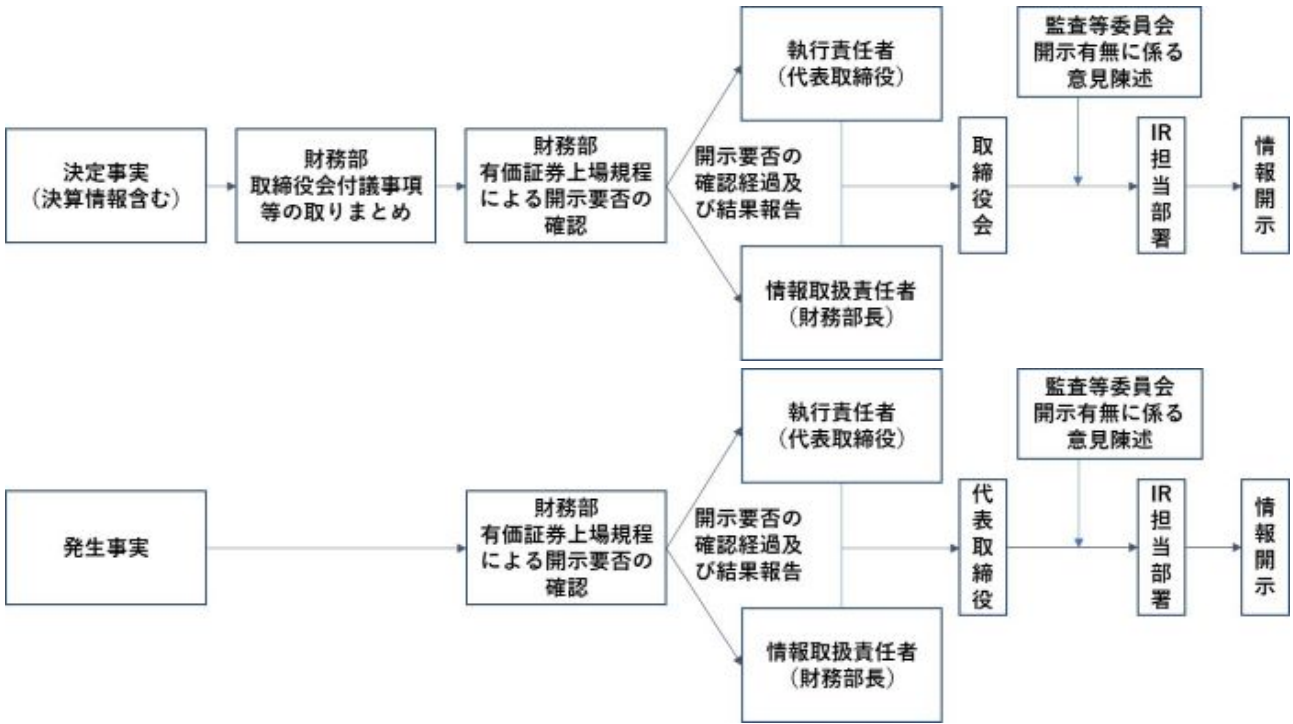 決定事実
（決算情報含む）
財務部
取締役会付議事項
等の取りまとめ
財務部
有価証券上場規程
による開示要否の
確認
執行責任者
（代表取締役）
開示要否の
確認経過及
び結果報告
情報取扱責任者
（財務部長）
取締役会
監査等委員会
開示有無に係る
意見陳述
IR担当部署
情報開示
発生事実
財務部
有価証券上場規程
による開示要否の
確認
執行責任者
（代表取締役）
開示要否の
確認経過及
び結果報告
情報取扱責任者
（財務部長）
代表取締役
監査等委員会
開示有無に係る
意見陳述
IR担当部署
情報開示